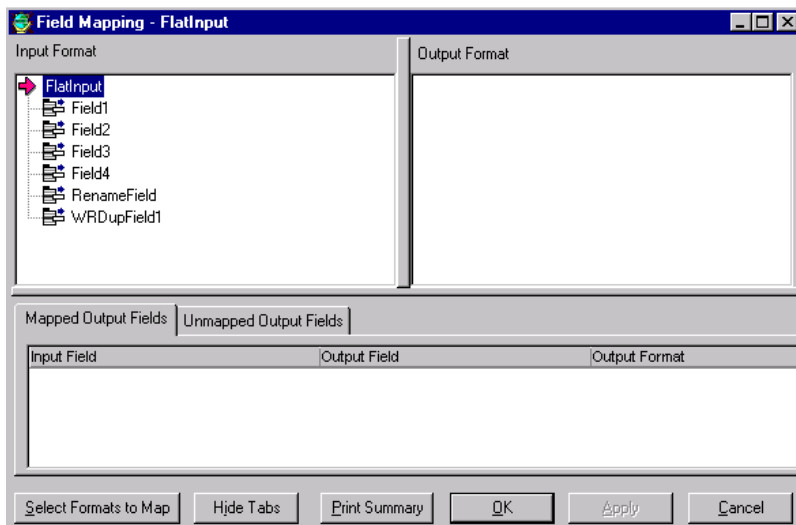 Field Mapping - FlatInput
Input Format
Output Format
FlatInput
Field1
Field2
Field3
Field4
RenameField
WRDupField1
Mapped Output Fields
Unmapped Output Fields
Input Field
Output Field
Output Format
Select Formats to Map
Hide Tabs
Print Summary
OK
Apply
Cancel